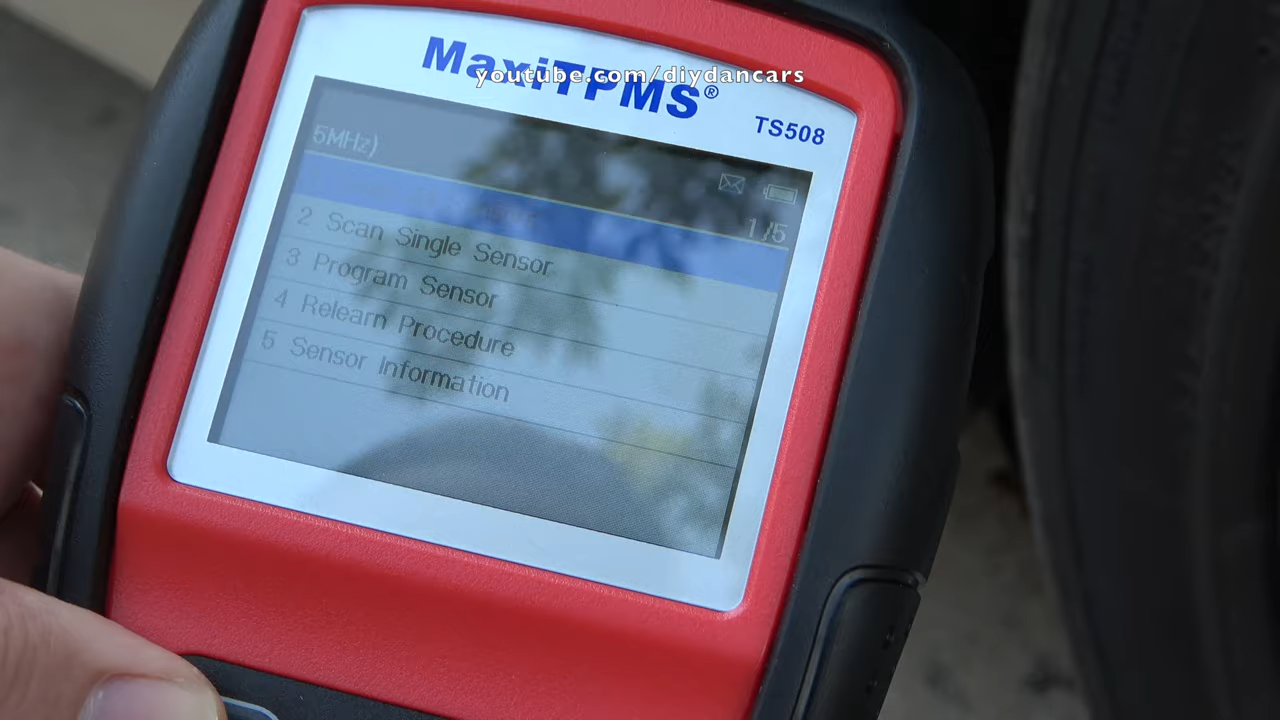 MaxiTPMS®
youtube.com/diydancars
TS508
5MHz)
1/5
2 Scan Single Sensor
3 Program Sensor
4 Relearn Procedure
5 Sensor Information